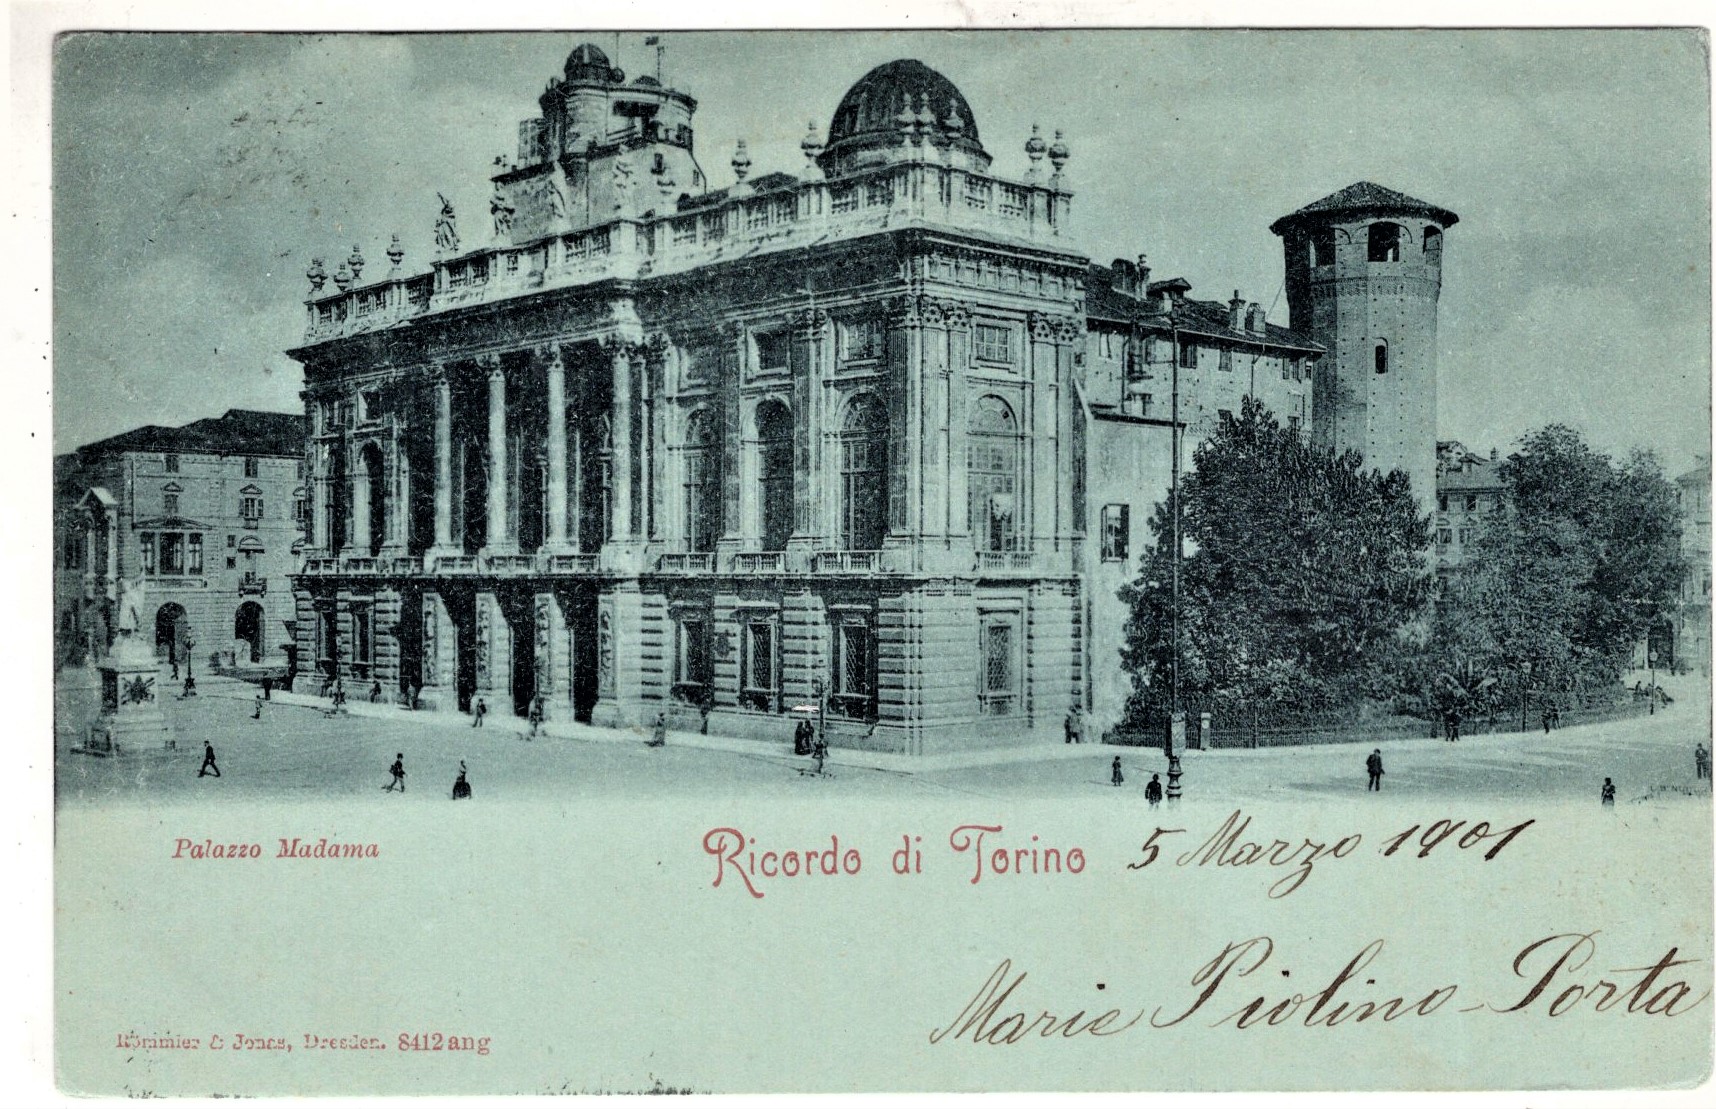 Palazzo Madama
Ricordo di Torino 5 Marzo 1901
Marie Piolino-Porta
Römmler & Jonas, Dresden. 8412 ang